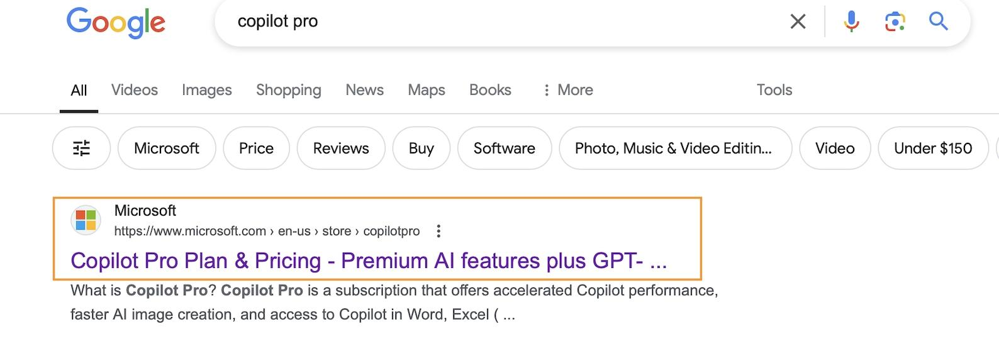 Google
copilot pro
All Videos Images Shopping News Maps Books More Tools
Microsoft Price Reviews Buy Software Photo, Music & Video Editin... Video Under $150
Microsoft
https://www.microsoft.com › en-us › store › copilotpro
Copilot Pro Plan & Pricing - Premium AI features plus GPT- ...
What is Copilot Pro? Copilot Pro is a subscription that offers accelerated Copilot performance,
faster AI image creation, and access to Copilot in Word, Excel ( ...